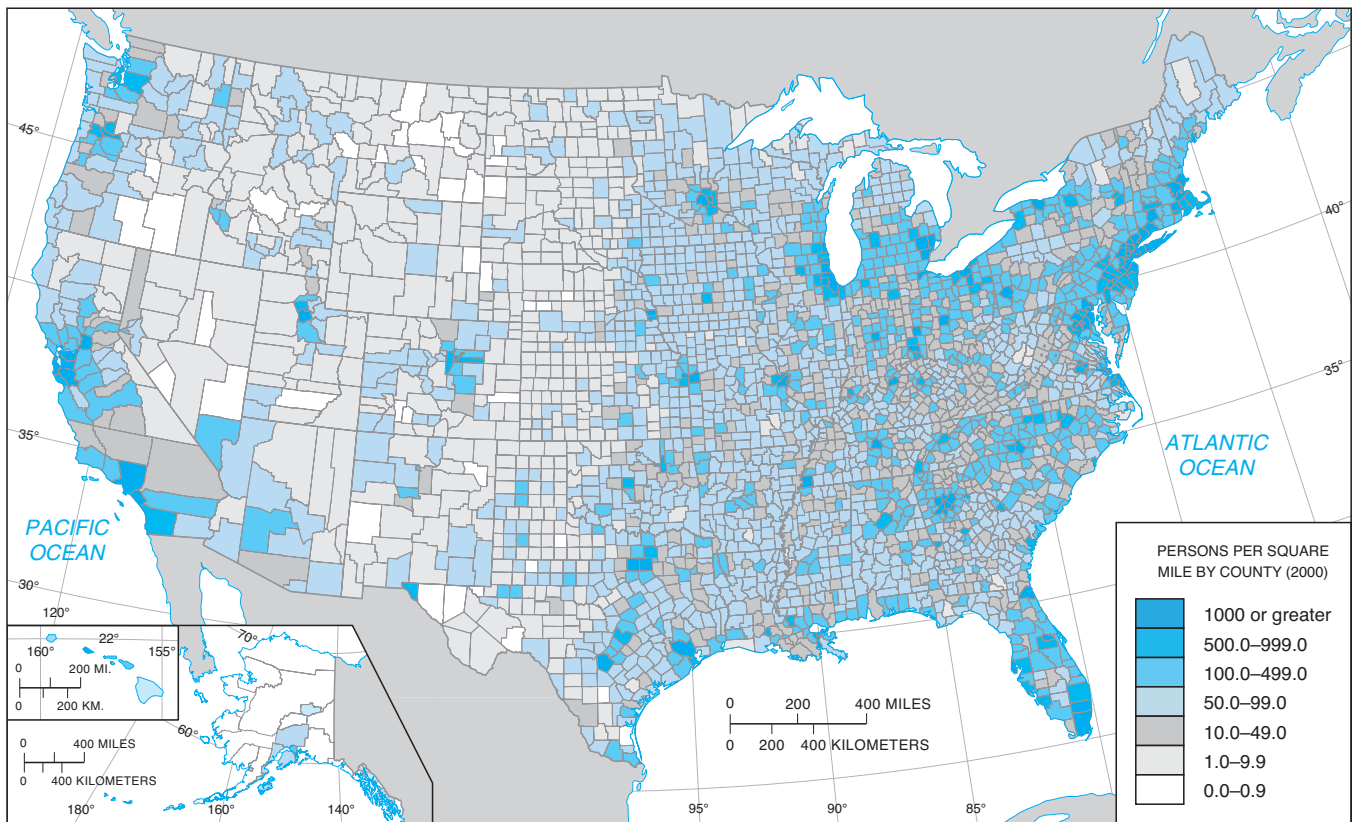 45°
40°
35°
35°
30°
120°
PACIFIC
OCEAN
ATLANTIC
OCEAN
22°
160°
155°
0
200 MI.
0
200 KM.
70°
60°
0
400 MILES
0
400 KILOMETERS
180°
160°
140°
0
200
400 MILES
0
200
400 KILOMETERS
95°
90°
85°
PERSONS PER SQUARE
MILE BY COUNTY (2000)
1000 or greater
500.0–999.0
100.0–499.0
50.0–99.0
10.0–49.0
1.0–9.9
0.0–0.9